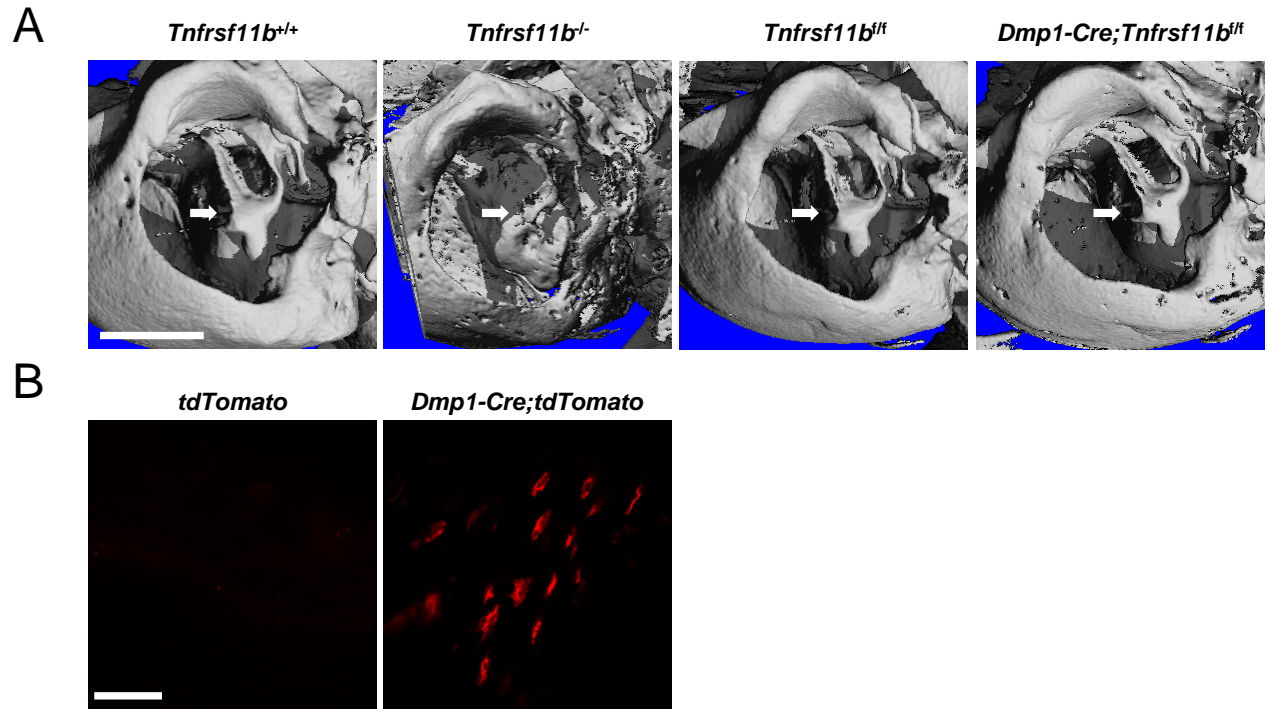 A
Tnfrsf11b+/+ Tnfrsf11b-/- Tnfrsf11bf/f Dmp1-Cre;Tnfrsf11bf/f
B
tdTomato Dmp1-Cre;tdTomato